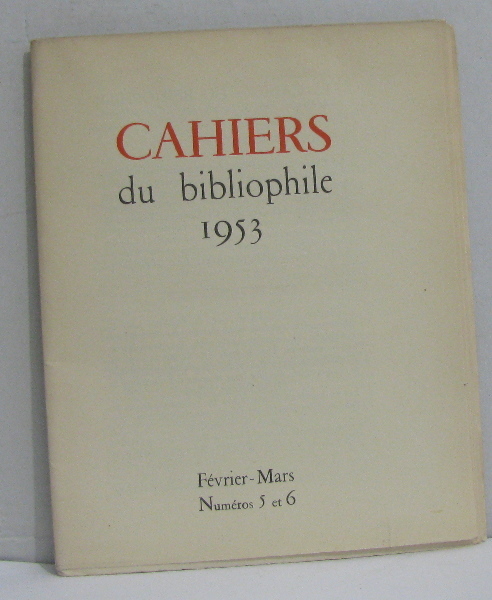 CAHIERS
du bibliophile
1953
Février-Mars
Numéros 5 et 6